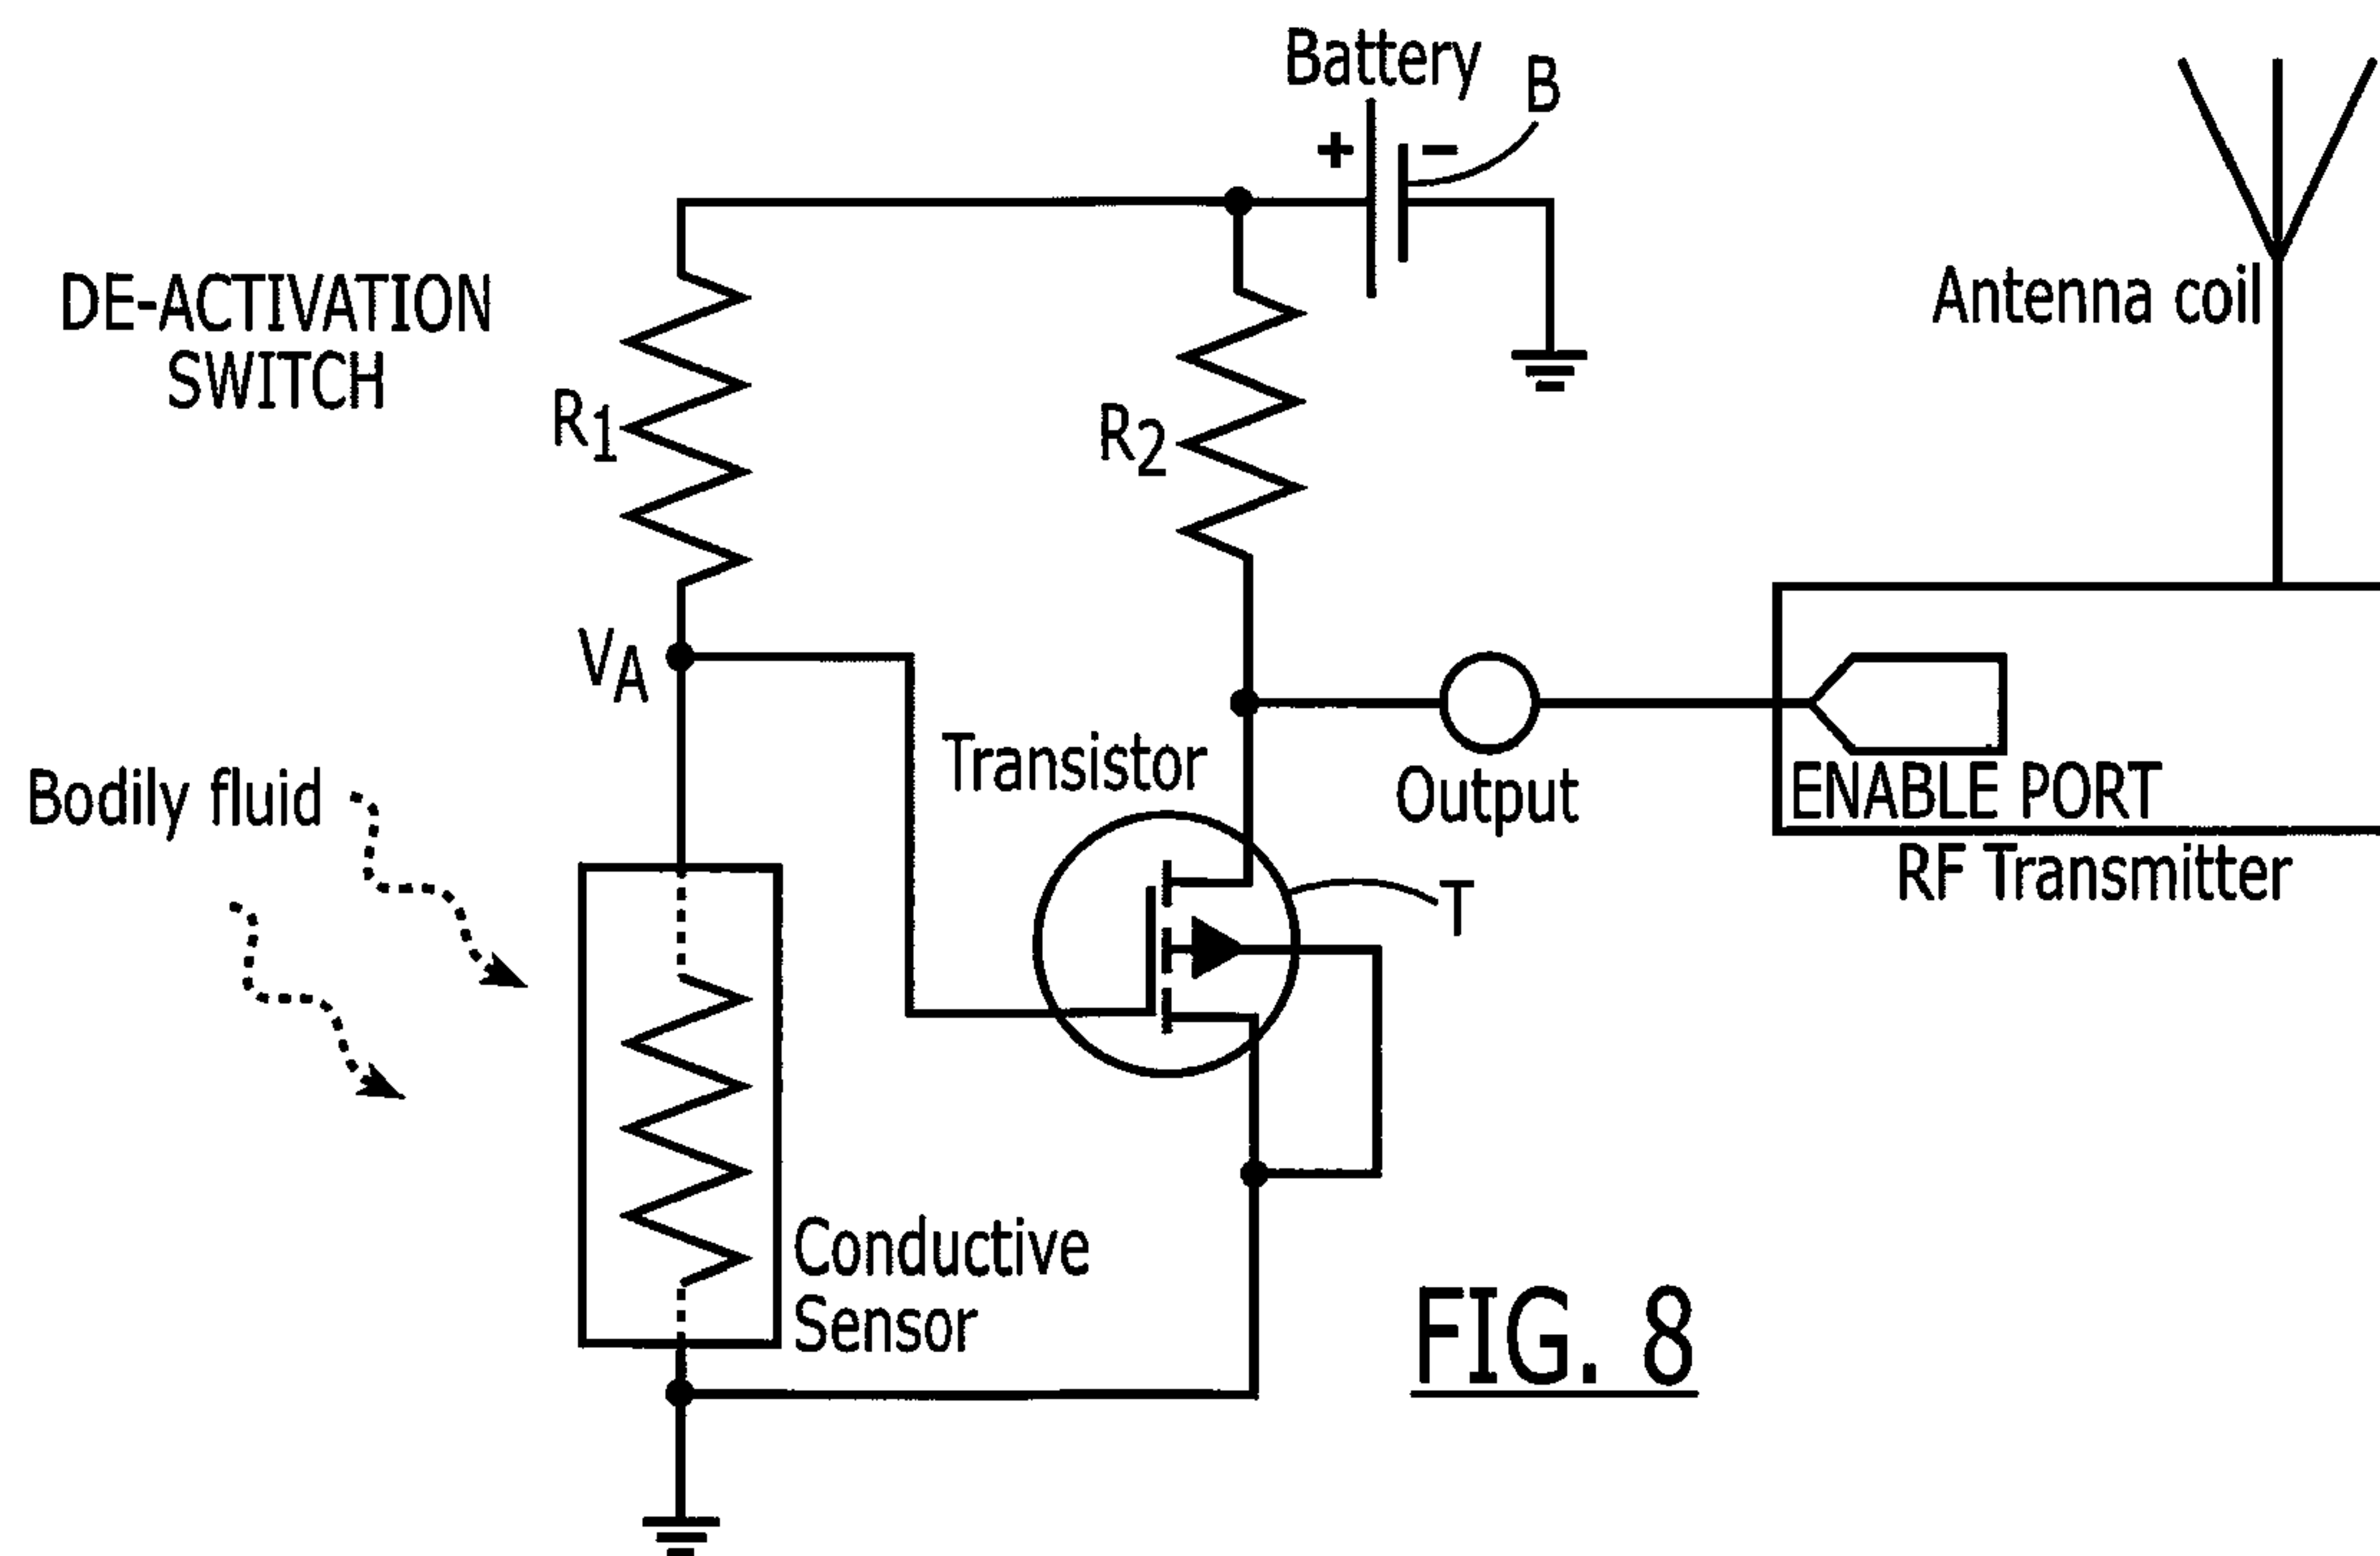 Battery
B
+ -
DE-ACTIVATION
SWITCH
R1
R2
Antenna coil
VA
Bodily fluid
Transistor
Output
ENABLE PORT
RF Transmitter
T
Conductive
Sensor
FIG. 8